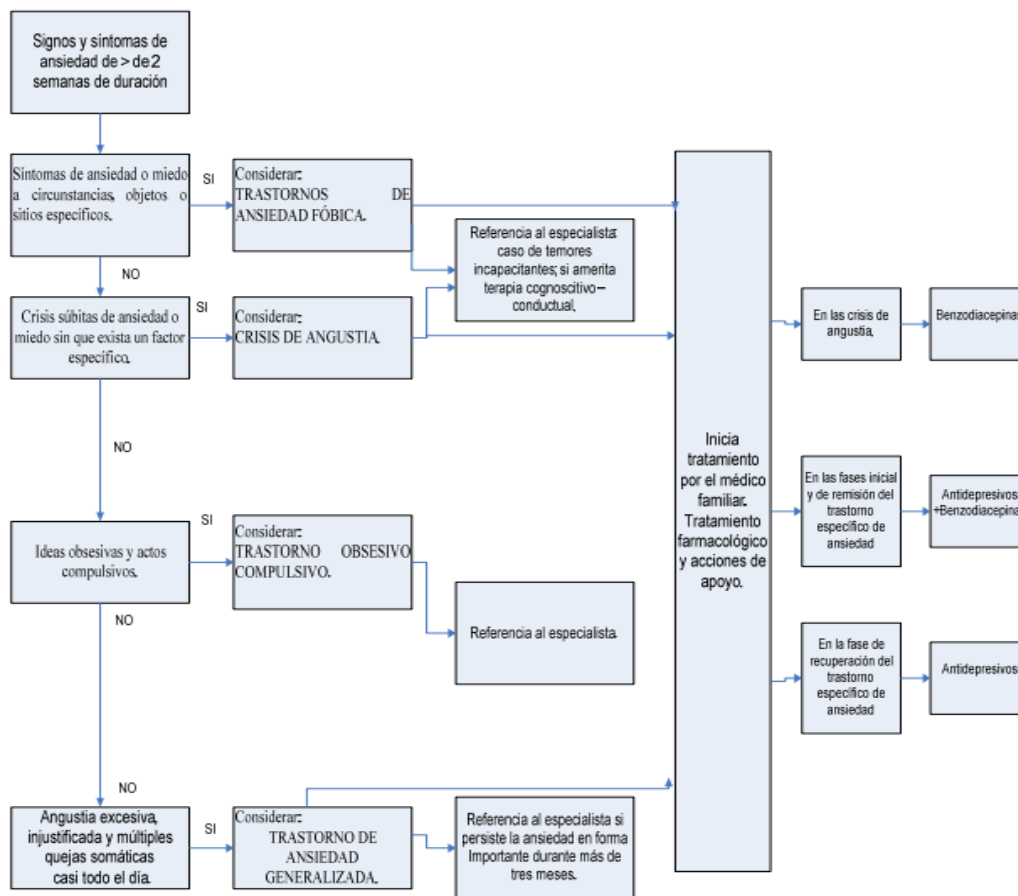 Signos y síntomas de
ansiedad de > de 2
semanas de duración
Síntomas de ansiedad o miedo
a circunstancias, objetos o
sitios específicos.
SI
Considerar:
TRASTORNOS DE
ANSIEDAD FÓBICA.
Referencia al especialista:
caso de temores
incapacitantes; si amerita
terapia cognoscitivo–
conductual.
NO
Crisis súbitas de ansiedad o
miedo sin que exista un factor
específico.
SI
Considerar:
CRISIS DE ANGUSTIA.
NO
Ideas obsesivas y actos
compulsivos.
SI
Considerar:
TRASTORNO OBSESIVO
COMPULSIVO.
Referencia al especialista.
NO
NO
Angustia excesiva,
injustificada y múltiples
quejas somáticas
casi todo el día.
SI
Considerar:
TRASTORNO DE
ANSIEDAD
GENERALIZADA.
Referencia al especialista si
persiste la ansiedad en forma
Importante durante más de
tres meses.
Inicia
tratamiento
por el médico
familiar.
Tratamiento
farmacológico
y acciones de
apoyo.
En las crisis de
angustia.
Benzodiacepinas
En las fases inicial
y de remisión del
trastorno
específico de
ansiedad
Antidepresivos
+Benzodiacepina
En la fase de
recuperación del
trastorno
específico de
ansiedad
Antidepresivos